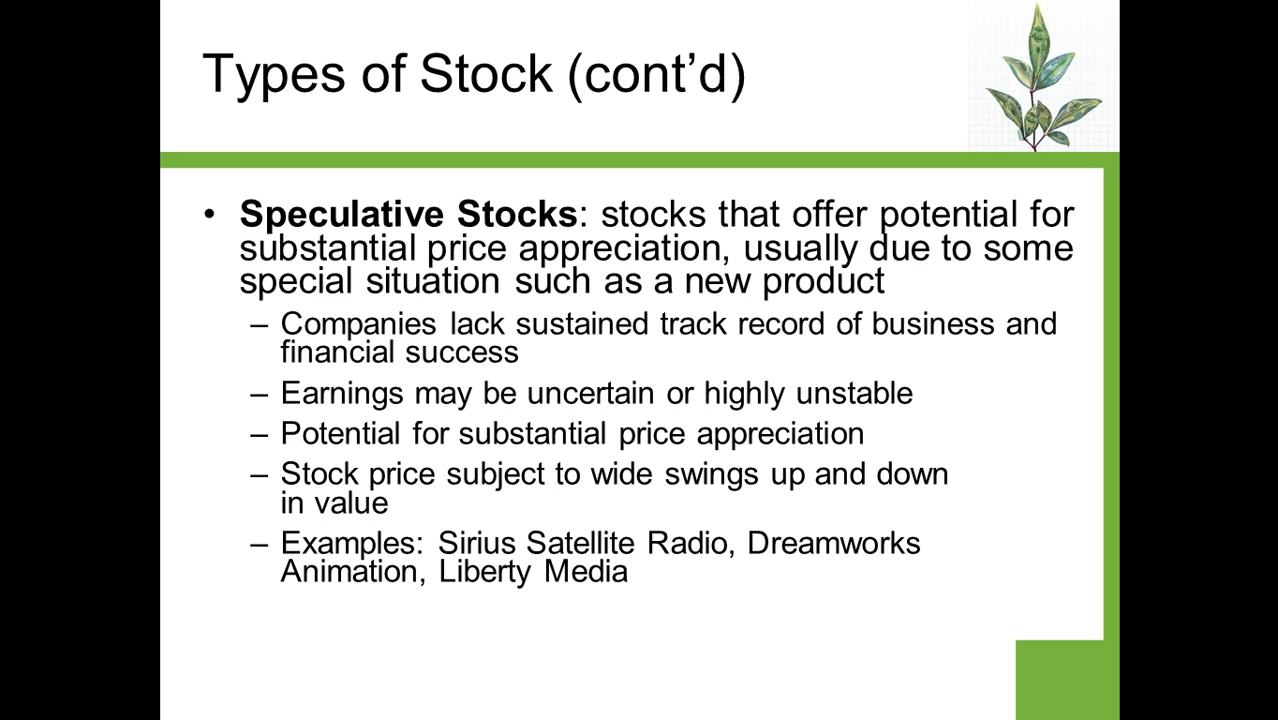 Types of Stock (cont’d)
• Speculative Stocks: stocks that offer potential for
substantial price appreciation, usually due to some
special situation such as a new product
– Companies lack sustained track record of business and
financial success
– Earnings may be uncertain or highly unstable
– Potential for substantial price appreciation
– Stock price subject to wide swings up and down
in value
– Examples: Sirius Satellite Radio, Dreamworks
Animation, Liberty Media